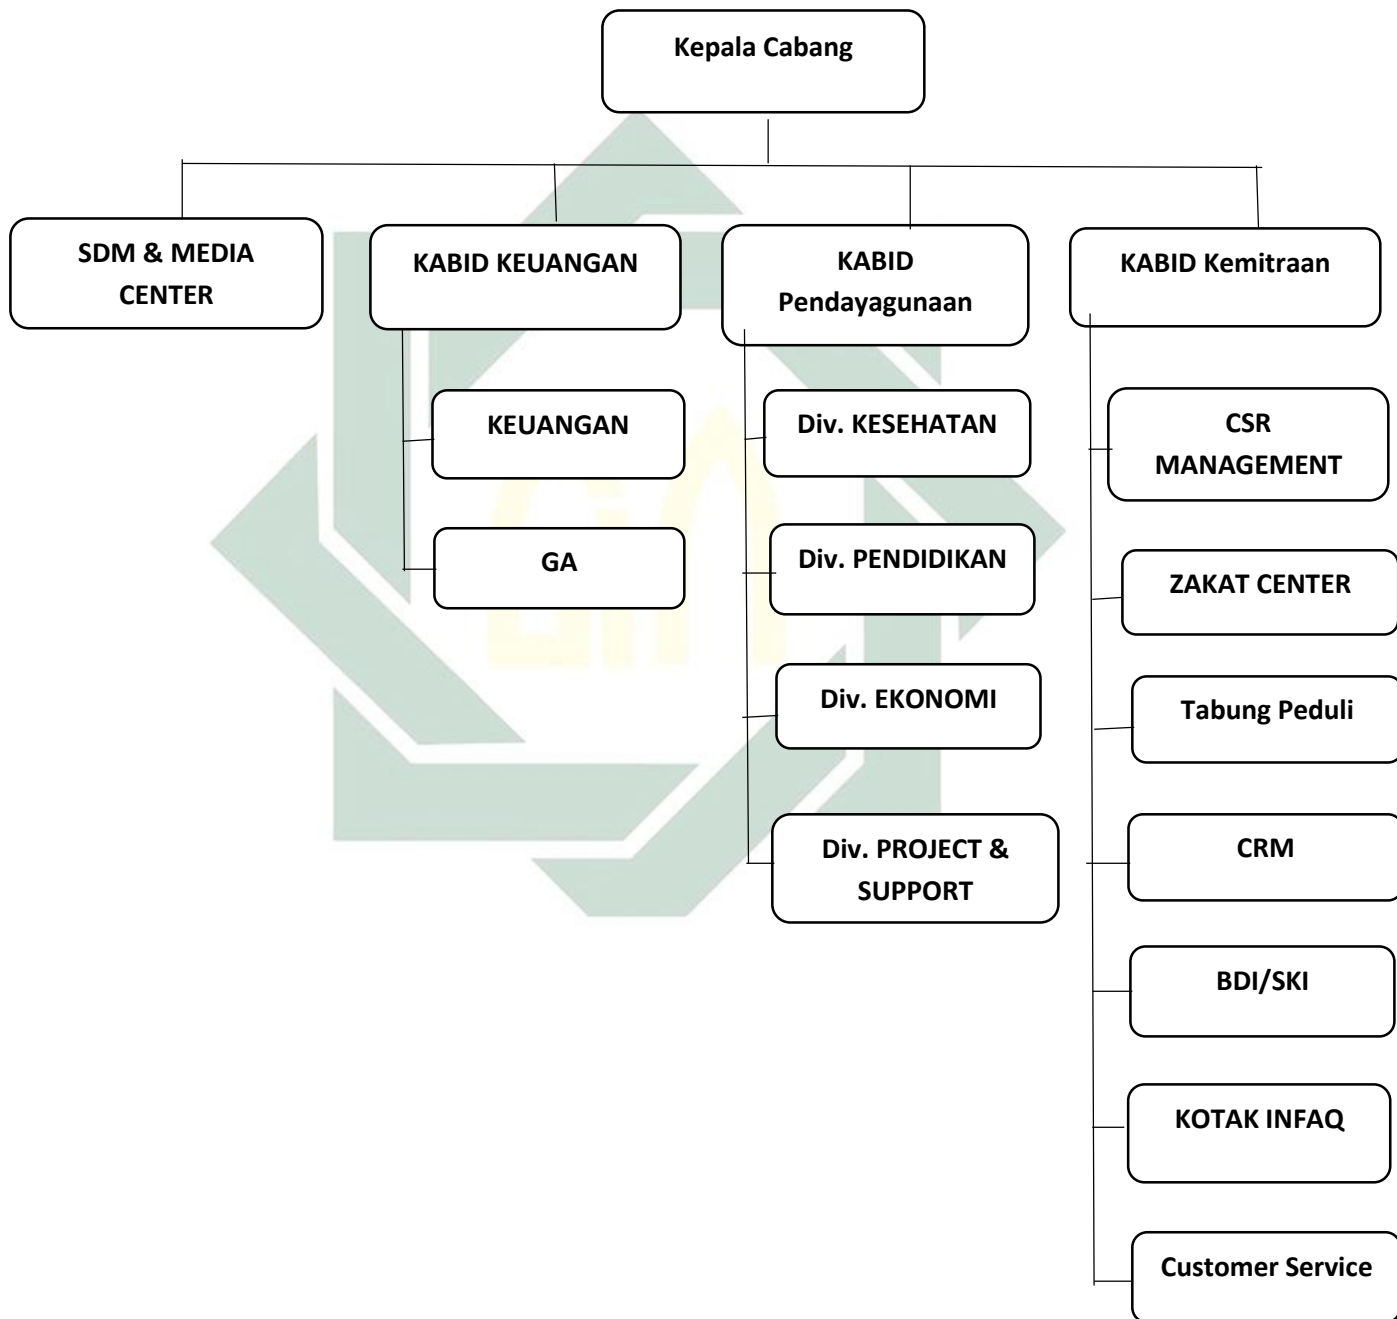 Kepala Cabang
SDM & MEDIA
CENTER
KABID KEUANGAN
KABID
Pendayagunaan
KABID Kemitraan
KEUANGAN
GA
Div. KESEHATAN
Div. PENDIDIKAN
Div. EKONOMI
Div. PROJECT &
SUPPORT
CSR
MANAGEMENT
ZAKAT CENTER
Tabung Peduli
CRM
BDI/SKI
KOTAK INFAQ
Customer Service